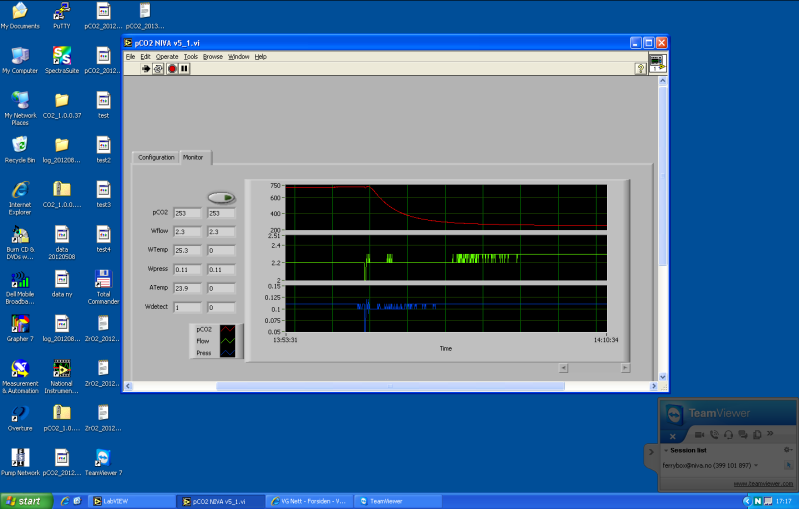 My Documents
PuTTY
pCO2_2012...
pCO2_2013...
My Computer
SpectraSuite
pCO2_2012...
My Network Places
CO2_1.0.0.37
test
Recycle Bin
log_201208...
test2
Internet Explorer
CO2_1.0.0...
test3
Burn CD & DVDs w...
data 20120508
test4
Dell Mobile Broadba...
data ny
Total Commander
Grapher 7
log_201208...
ZrO2_2012...
Measurement & Automation
National Instrumen...
ZrO2_2012...
Overture
pCO2_1.0....
ZrO2_2012...
Pump Network
pCO2_2012...
TeamViewer 7
pCO2 NIVA v5_1.vi
File Edit Operate Tools Browse Window Help
Configuration
Monitor
pCO2 253 253
Wflow 2.3 2.3
WTemp 25.3 0
Wpress 0.11 0.11
ATemp 23.9 0
Wdetect 1 0
pCO2
Flow
Press
750
600
400
200
2.51
2.4
2.2
2
0.15
0.125
0.1
0.075
0.05
13:53:31
14:10:34
Time
TeamViewer
Session list
ferrybox@niva.no (399 101 897)
www.teamviewer.com
start
LabVIEW
pCO2 NIVA v5_1.vi
VG Nett - Forsiden - V...
TeamViewer
17:17